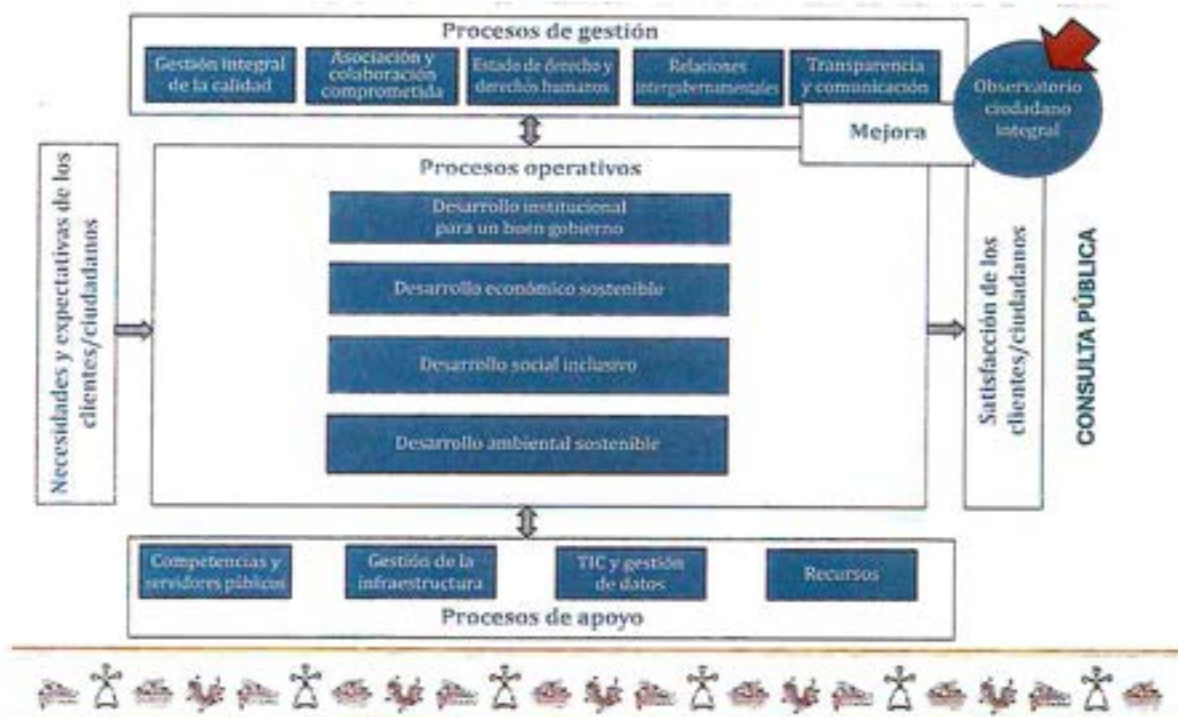 Procesos de gestión
Gestión integral
de la calidad
Asociación y
colaboración
comprometida
Estado de derecho y
derechos humanos
Relaciones
intergubernamentales
Transparencia
y comunicación
Observatorio
ciudadano
integral
Mejora
Necesidades y expectativas de los
clientes/ciudadanos
Procesos operativos
Desarrollo institucional
para un buen gobierno
Desarrollo económico sostenible
Desarrollo social inclusivo
Desarrollo ambiental sostenible
Satisfacción de los
clientes/ciudadanos
CONSULTA PÚBLICA
Competencias y
servidores públicos
Gestión de la
infraestructura
TIC y gestión
de datos
Recursos
Procesos de apoyo